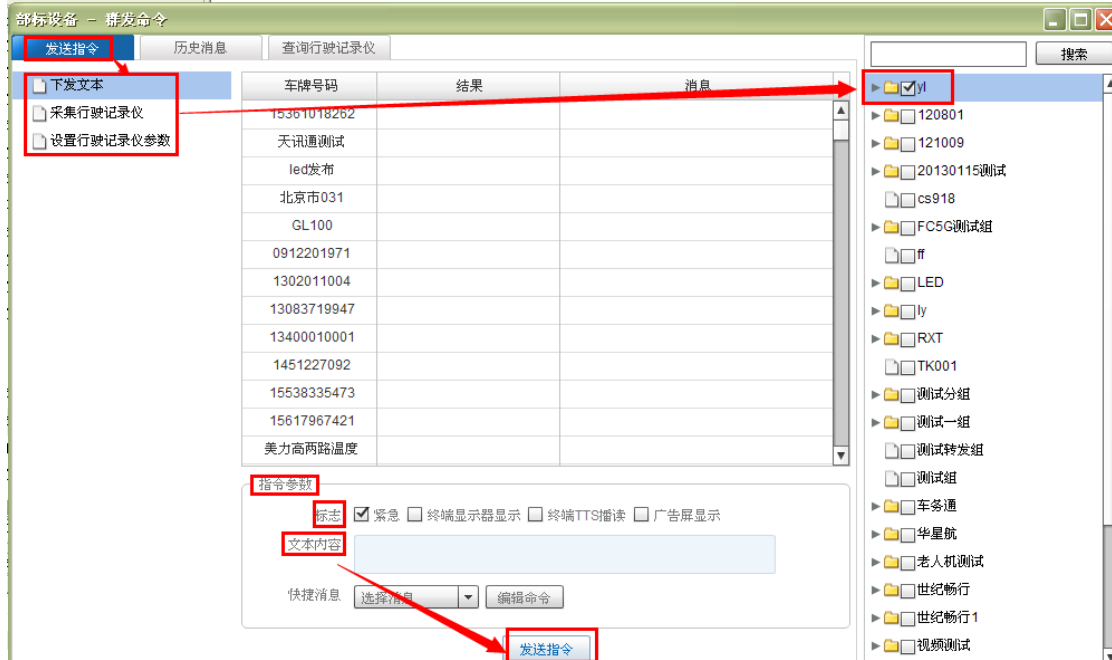 部标设备 - 群发命令
发送指令
历史消息
查询行驶记录仪
搜索
下发文本
采集行驶记录仪
设置行驶记录仪参数
车牌号码
结果
消息
15361018262
天讯通测试
led发布
北京市031
GL100
0912201971
1302011004
13083719947
13400010001
1451227092
15538335473
15617967421
美力高两路温度
指令参数
标志
紧急
终端显示器显示
终端TTS播读
广告屏显示
文本内容
快捷消息
选择消息
编辑命令
发送指令
yl
120801
121009
20130115测试
cs918
FC5G测试组
ff
LED
ly
RXT
TK001
测试分组
测试一组
测试转发组
测试组
车务通
华星航
老人机测试
世纪畅行
世纪畅行1
视频测试